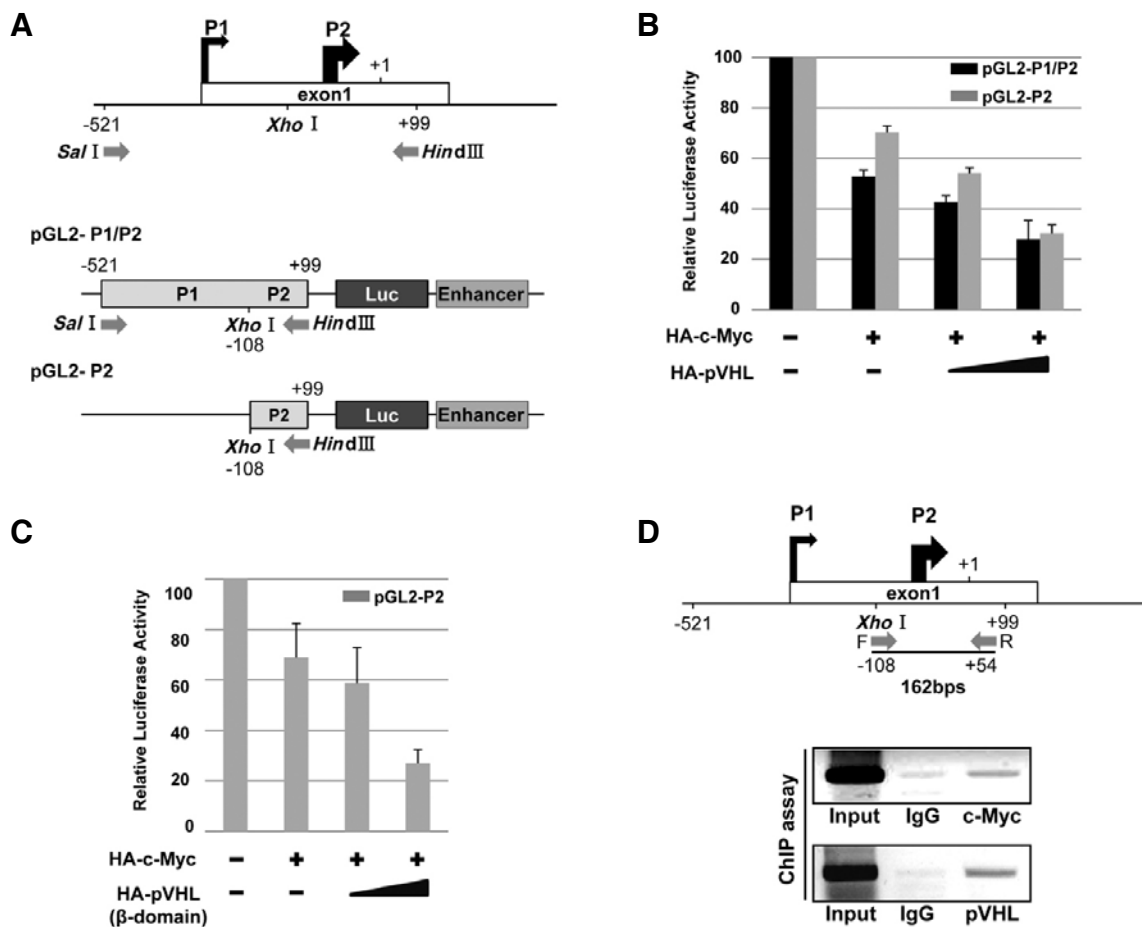 A
P1
P2
+1
exon1
-521
Xho I
+99
Sal I
HindIII
pGL2- P1/P2
-521
+99
P1
P2
Luc
Enhancer
Sal I
Xho I
HindIII
-108
pGL2- P2
+99
P2
Luc
Enhancer
Xho I
HindIII
-108
B
Relative Luciferase Activity
100
80
60
40
20
0
pGL2-P1/P2
pGL2-P2
HA-c-Myc - + + +
HA-pVHL - -
C
Relative Luciferase Activity
100
80
60
40
20
0
pGL2-P2
HA-c-Myc - + + +
HA-pVHL - -
(β-domain)
D
P1
P2
+1
exon1
-521
Xho I
+99
F
R
-108
+54
162bps
ChIP assay
Input IgG c-Myc
Input IgG pVHL